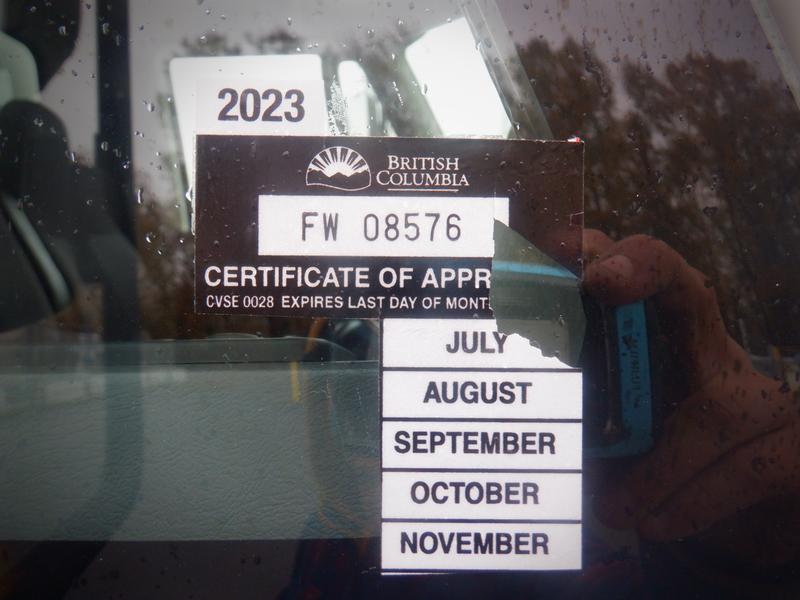 2023
BRITISH
COLUMBIA
FW 08576
CERTIFICATE OF APPR
CVSE 0028 EXPIRES LAST DAY OF MONT
JULY
AUGUST
SEPTEMBER
OCTOBER
NOVEMBER